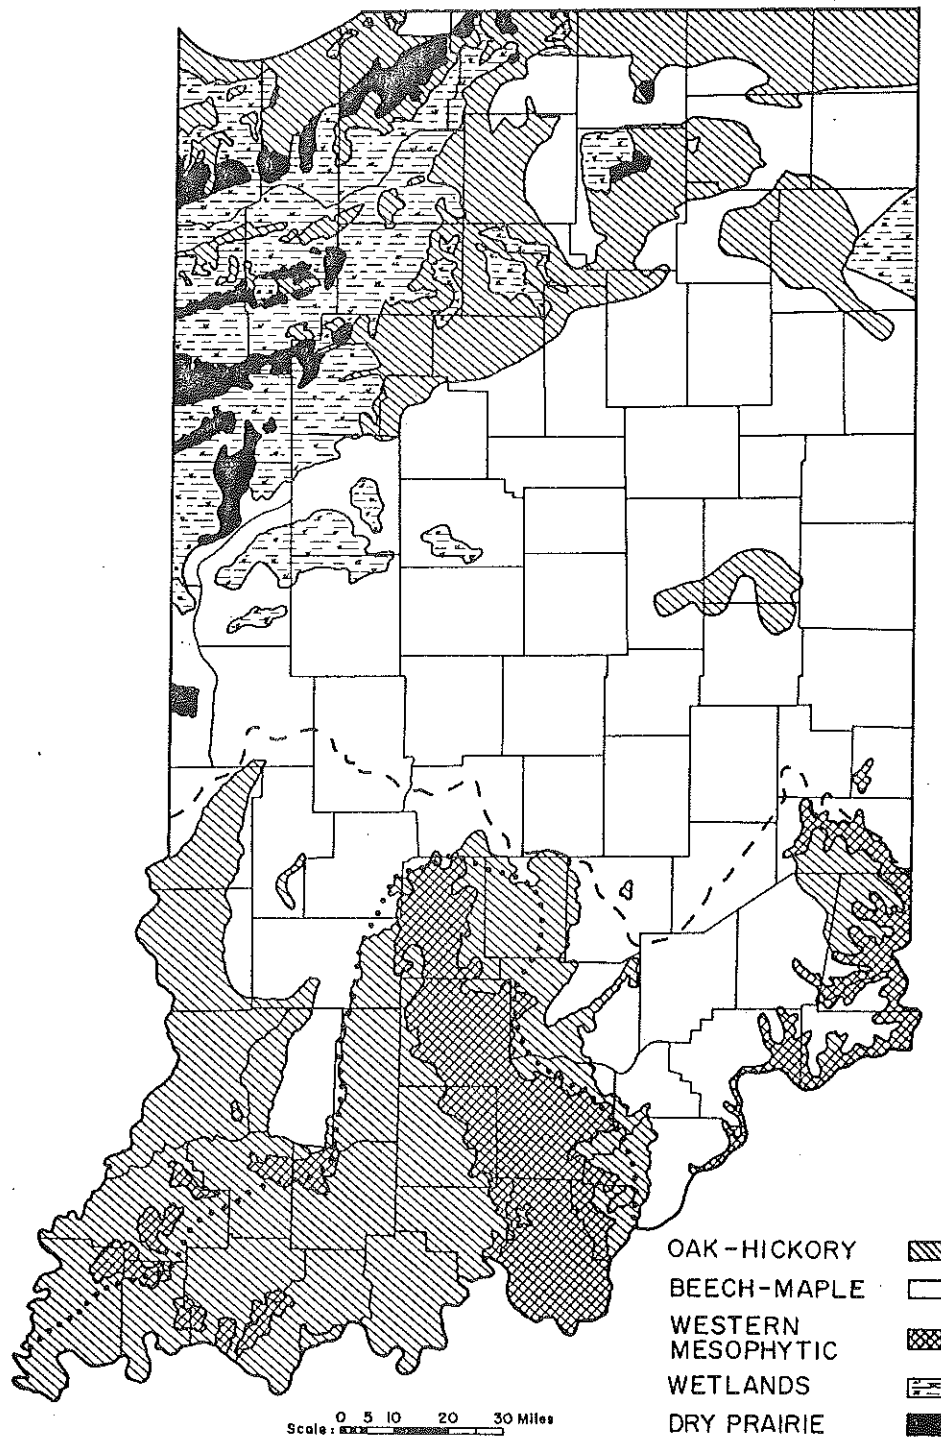 OAK-HICKORY
BEECH-MAPLE
WESTERN
MESOPHYTIC
WETLANDS
DRY PRAIRIE
Scale: 0 5 10 20 30 Miles